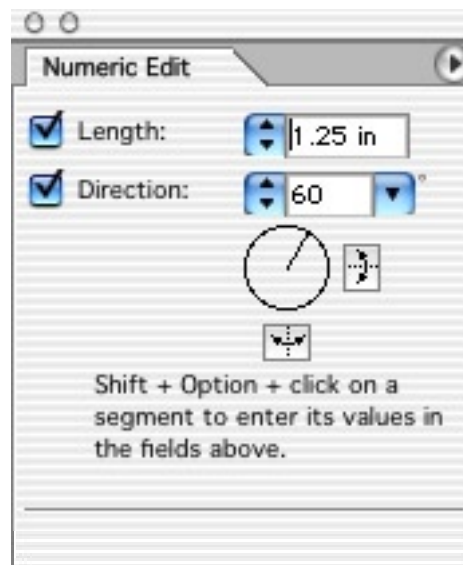 Numeric Edit
Length:
1.25 in
Direction:
60 °
Shift + Option + click on a
segment to enter its values in
the fields above.